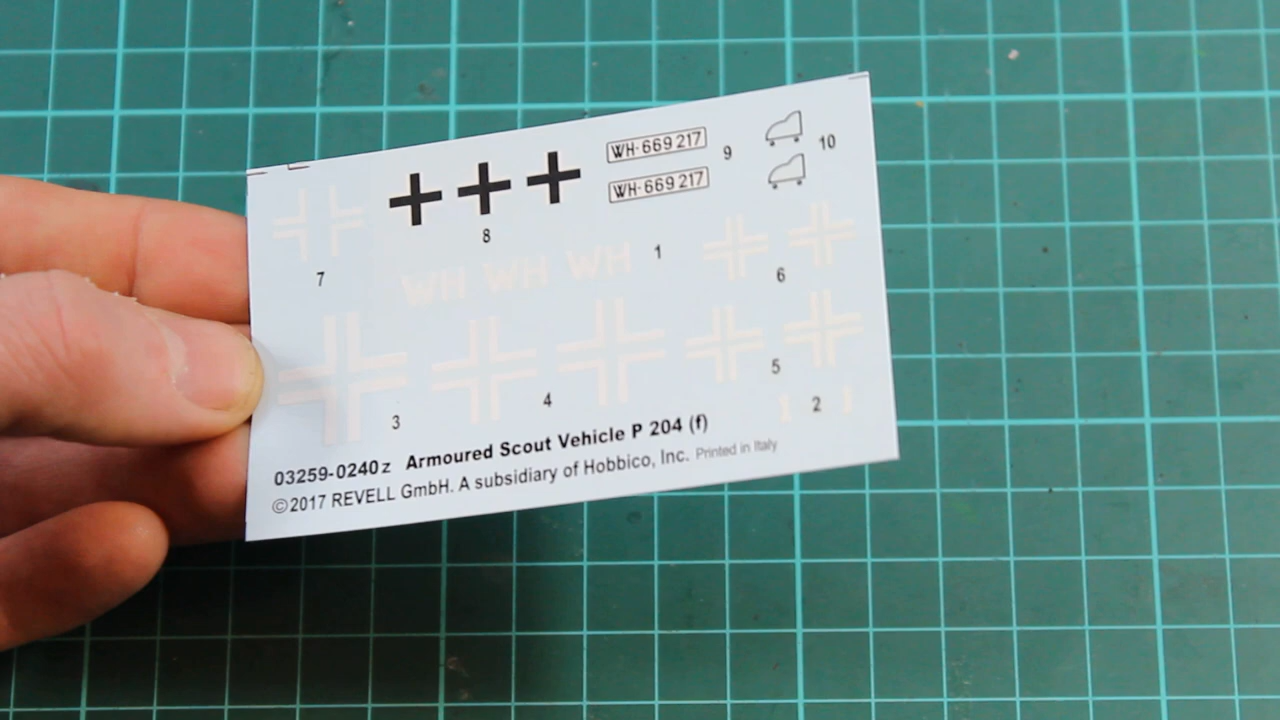 WH-669 217
9
10
WH-669 217
8
7
WH WH WH
1
6
5
3
4
2
03259-0240z Armoured Scout Vehicle P 204 (f)
©2017 REVELL GmbH. A subsidiary of Hobbico, Inc. Printed in Italy